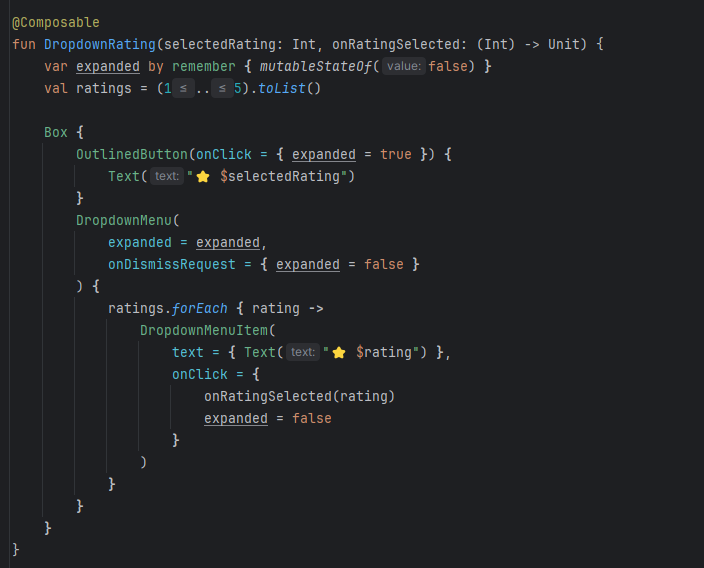 @Composable
fun DropdownRating(selectedRating: Int, onRatingSelected: (Int) -> Unit) {
    var expanded by remember { mutableStateOf( value: false) }
    val ratings = (1 ≤ .. ≤ 5).toList()

    Box {
        OutlinedButton(onClick = { expanded = true }) {
            Text( text: "⭐ $selectedRating")
        }
        DropdownMenu(
            expanded = expanded,
            onDismissRequest = { expanded = false }
        ) {
            ratings.forEach { rating ->
                DropdownMenuItem(
                    text = { Text( text: "⭐ $rating") },
                    onClick = {
                        onRatingSelected(rating)
                        expanded = false
                    }
                )
            }
        }
    }
}